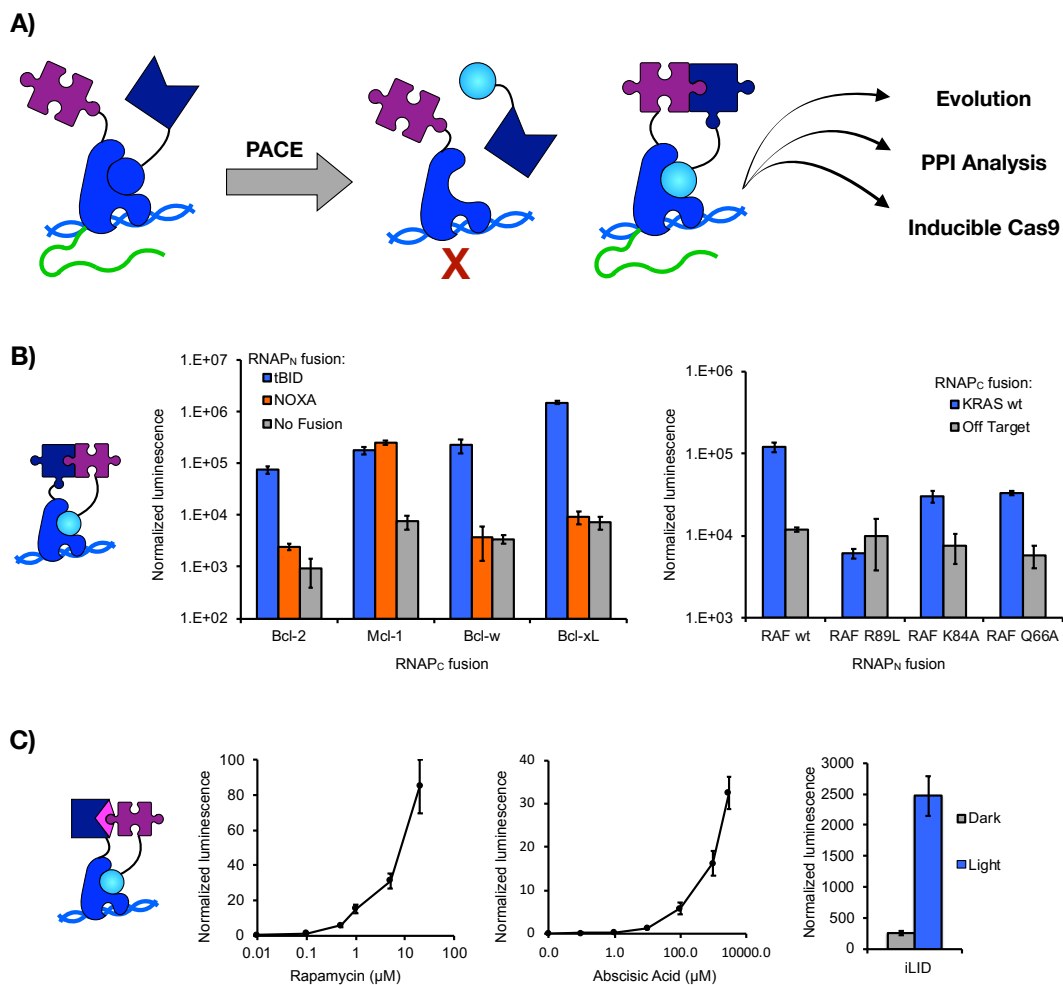 A)
PACE
X
Evolution
PPI Analysis
Inducible Cas9
B)
Normalized luminescence
1.E+07
1.E+06
1.E+05
1.E+04
1.E+03
1.E+02
RNAPN fusion:
tBID
NOXA
No Fusion
Bcl-2 Mcl-1 Bcl-w Bcl-xL
RNAPC fusion
Normalized luminescence
1.E+06
1.E+05
1.E+04
1.E+03
RNAPC fusion:
KRAS wt
Off Target
RAF wt RAF R89L RAF K84A RAF Q66A
RNAPN fusion
C)
Normalized luminescence
100
80
60
40
20
0
0.01 0.1 1 10 100
Rapamycin (µM)
Normalized luminescence
40
30
20
10
0
0.0 1.0 100.0 10000.0
Abscisic Acid (µM)
Normalized luminescence
3000
2500
2000
1500
1000
500
0
iLID
Dark
Light